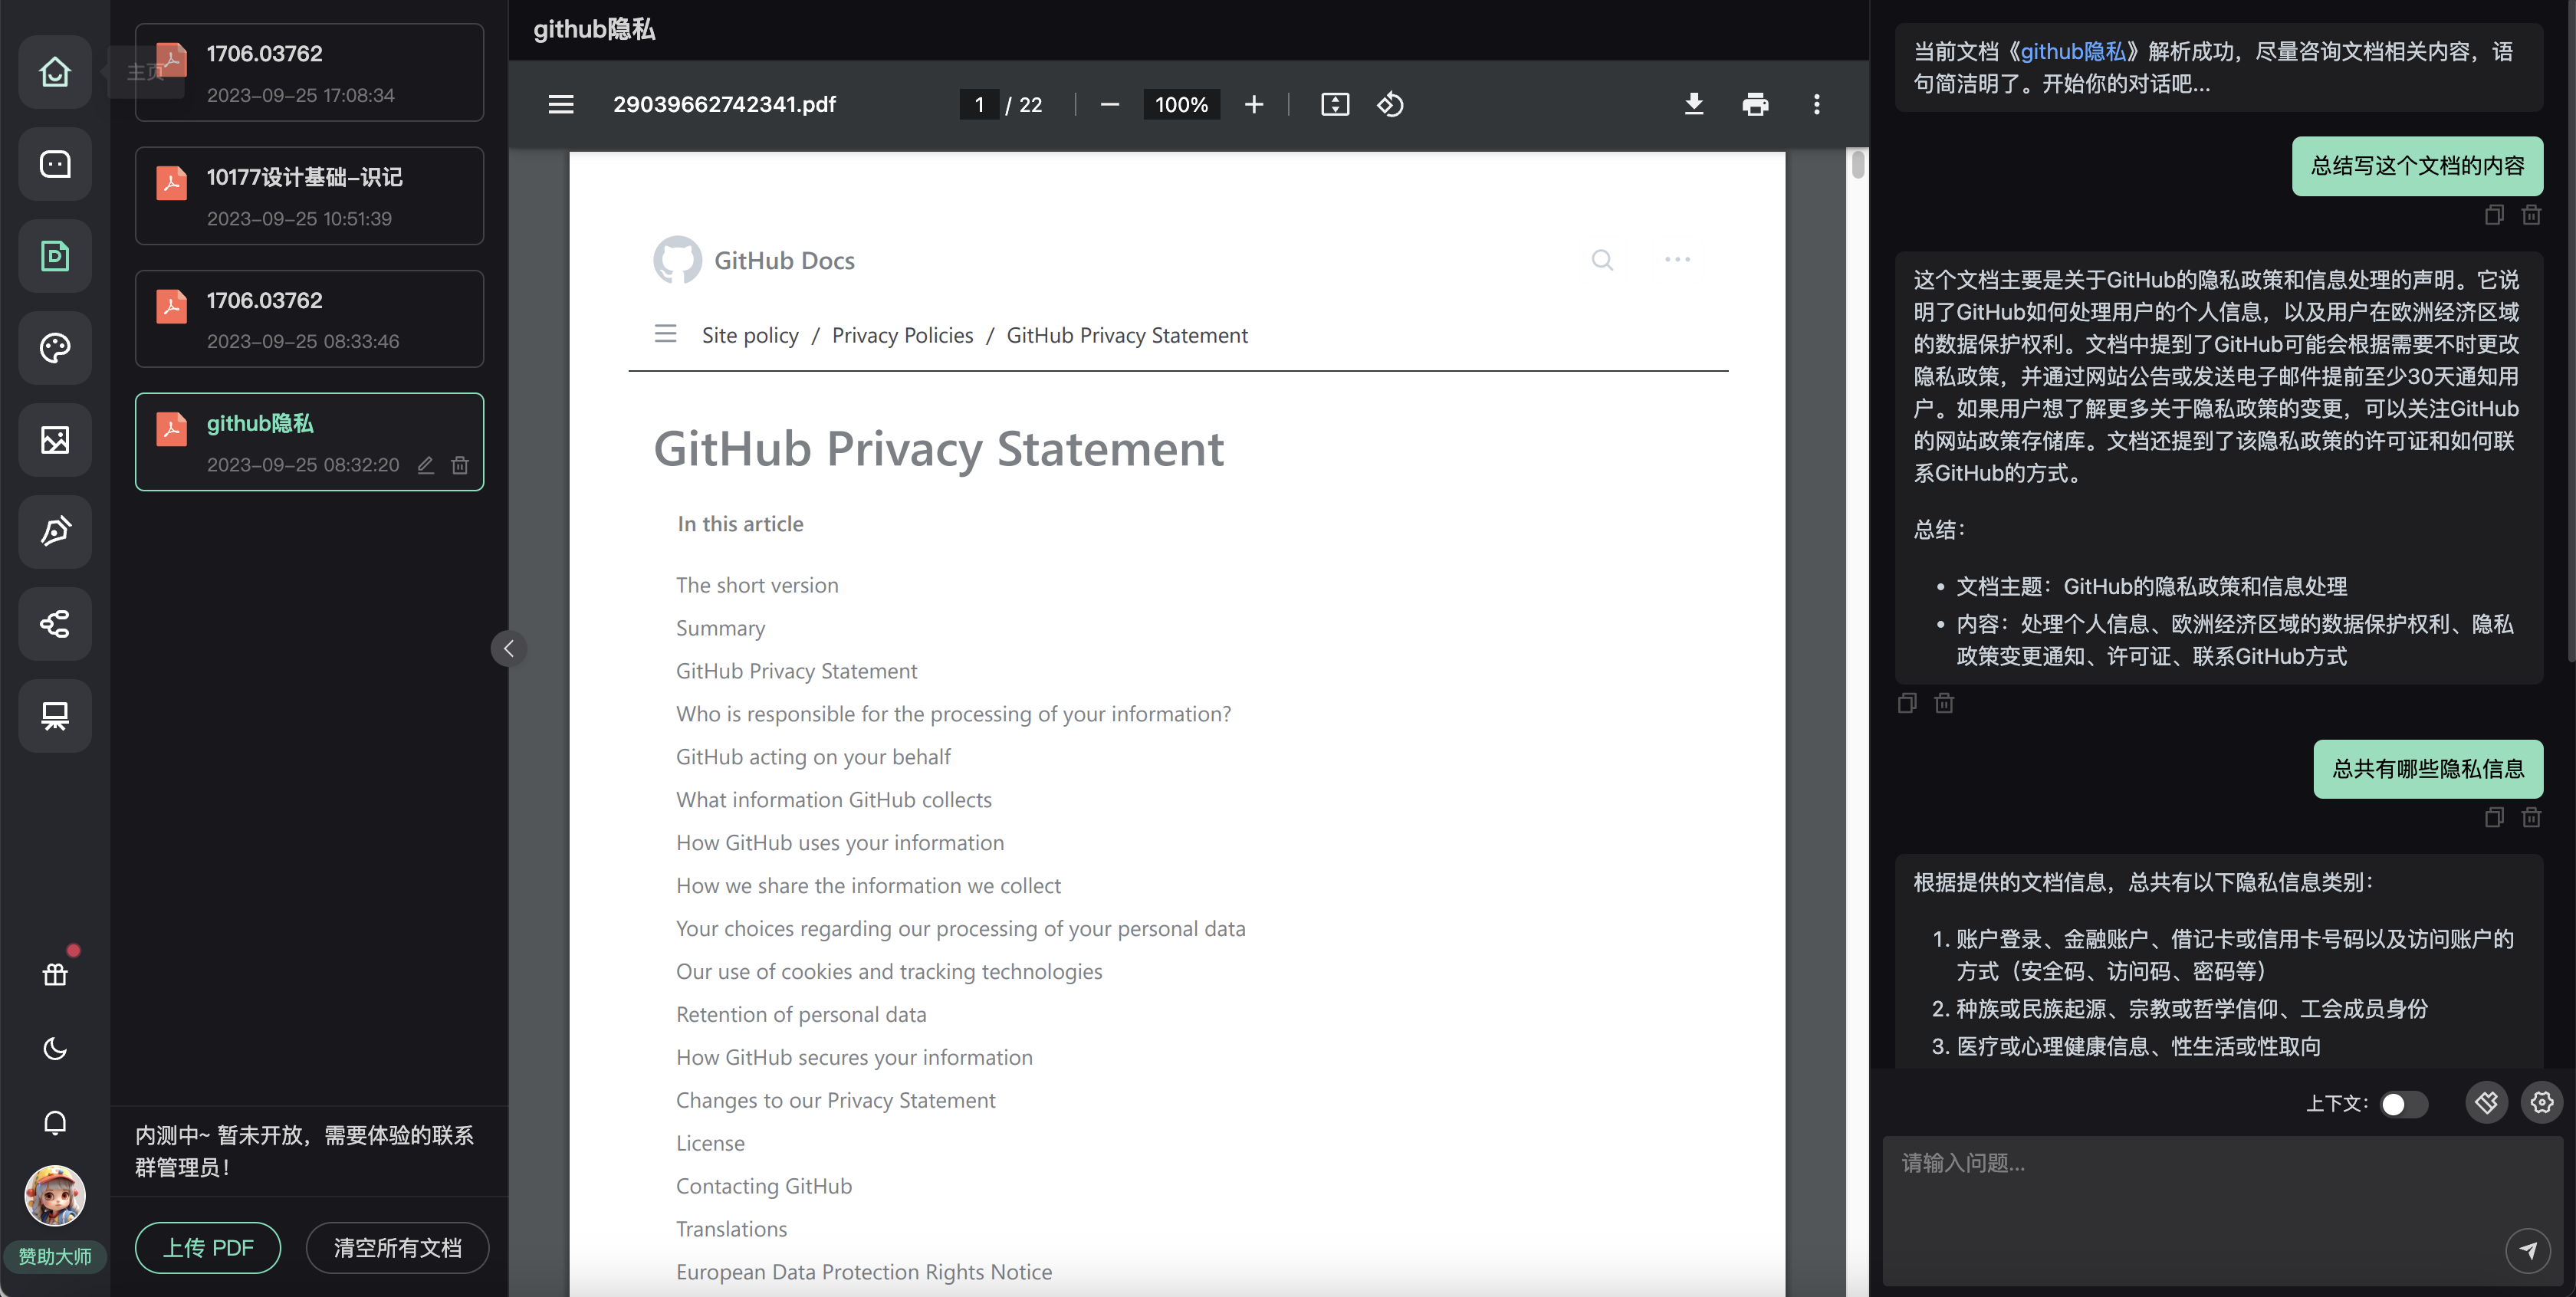 主页
1706.03762
2023-09-25 17:08:34
10177设计基础-识记
2023-09-25 10:51:39
1706.03762
2023-09-25 08:33:46
github隐私
2023-09-25 08:32:20
内测中~ 暂未开放，需要体验的联系
群管理员！
上传 PDF
清空所有文档
赞助大师
github隐私
29039662742341.pdf
1 / 22
100%
GitHub Docs
Site policy / Privacy Policies / GitHub Privacy Statement
GitHub Privacy Statement
In this article
The short version
Summary
GitHub Privacy Statement
Who is responsible for the processing of your information?
GitHub acting on your behalf
What information GitHub collects
How GitHub uses your information
How we share the information we collect
Your choices regarding our processing of your personal data
Our use of cookies and tracking technologies
Retention of personal data
How GitHub secures your information
Changes to our Privacy Statement
License
Contacting GitHub
Translations
European Data Protection Rights Notice
当前文档《github隐私》解析成功，尽量咨询文档相关内容，语
句简洁明了。开始你的对话吧...
总结写这个文档的内容
这个文档主要是关于GitHub的隐私政策和信息处理的声明。它说
明了GitHub如何处理用户的个人信息，以及用户在欧洲经济区域
的数据保护权利。文档中提到了GitHub可能会根据需要不时更改
隐私政策，并通过网站公告或发送电子邮件提前至少30天通知用
户。如果用户想了解更多关于隐私政策的变更，可以关注GitHub
的网站政策存储库。文档还提到了该隐私政策的许可证和如何联
系GitHub的方式。
总结：
• 文档主题：GitHub的隐私政策和信息处理
• 内容：处理个人信息、欧洲经济区域的数据保护权利、隐私
政策变更通知、许可证、联系GitHub方式
总共有哪些隐私信息
根据提供的文档信息，总共有以下隐私信息类别：
1. 账户登录、金融账户、借记卡或信用卡号码以及访问账户的
方式（安全码、访问码、密码等）
2. 种族或民族起源、宗教或哲学信仰、工会成员身份
3. 医疗或心理健康信息、性生活或性取向
上下文：
请输入问题...